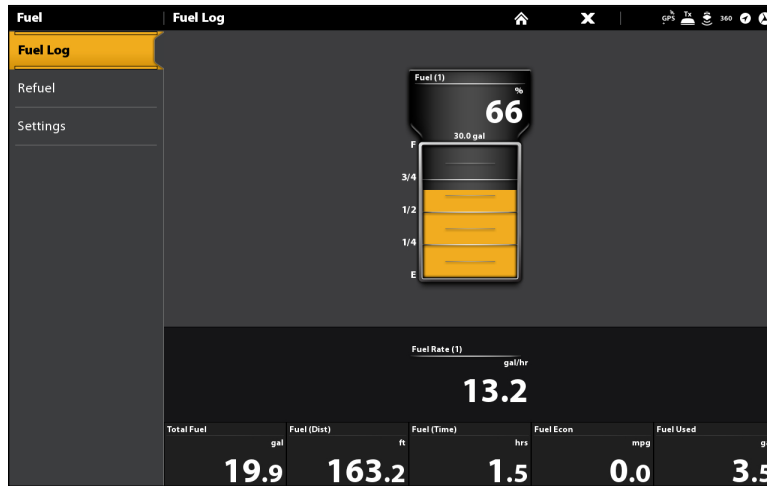 Fuel
Fuel Log
GPS
Tx
360
Fuel Log
Refuel
Settings
Fuel (1)
%
66
30.0 gal
F
3/4
1/2
1/4
E
Fuel Rate (1)
gal/hr
13.2
Total Fuel
gal
19.9
Fuel (Dist)
ft
163.2
Fuel (Time)
hrs
1.5
Fuel Econ
mpg
0.0
Fuel Used
3.5